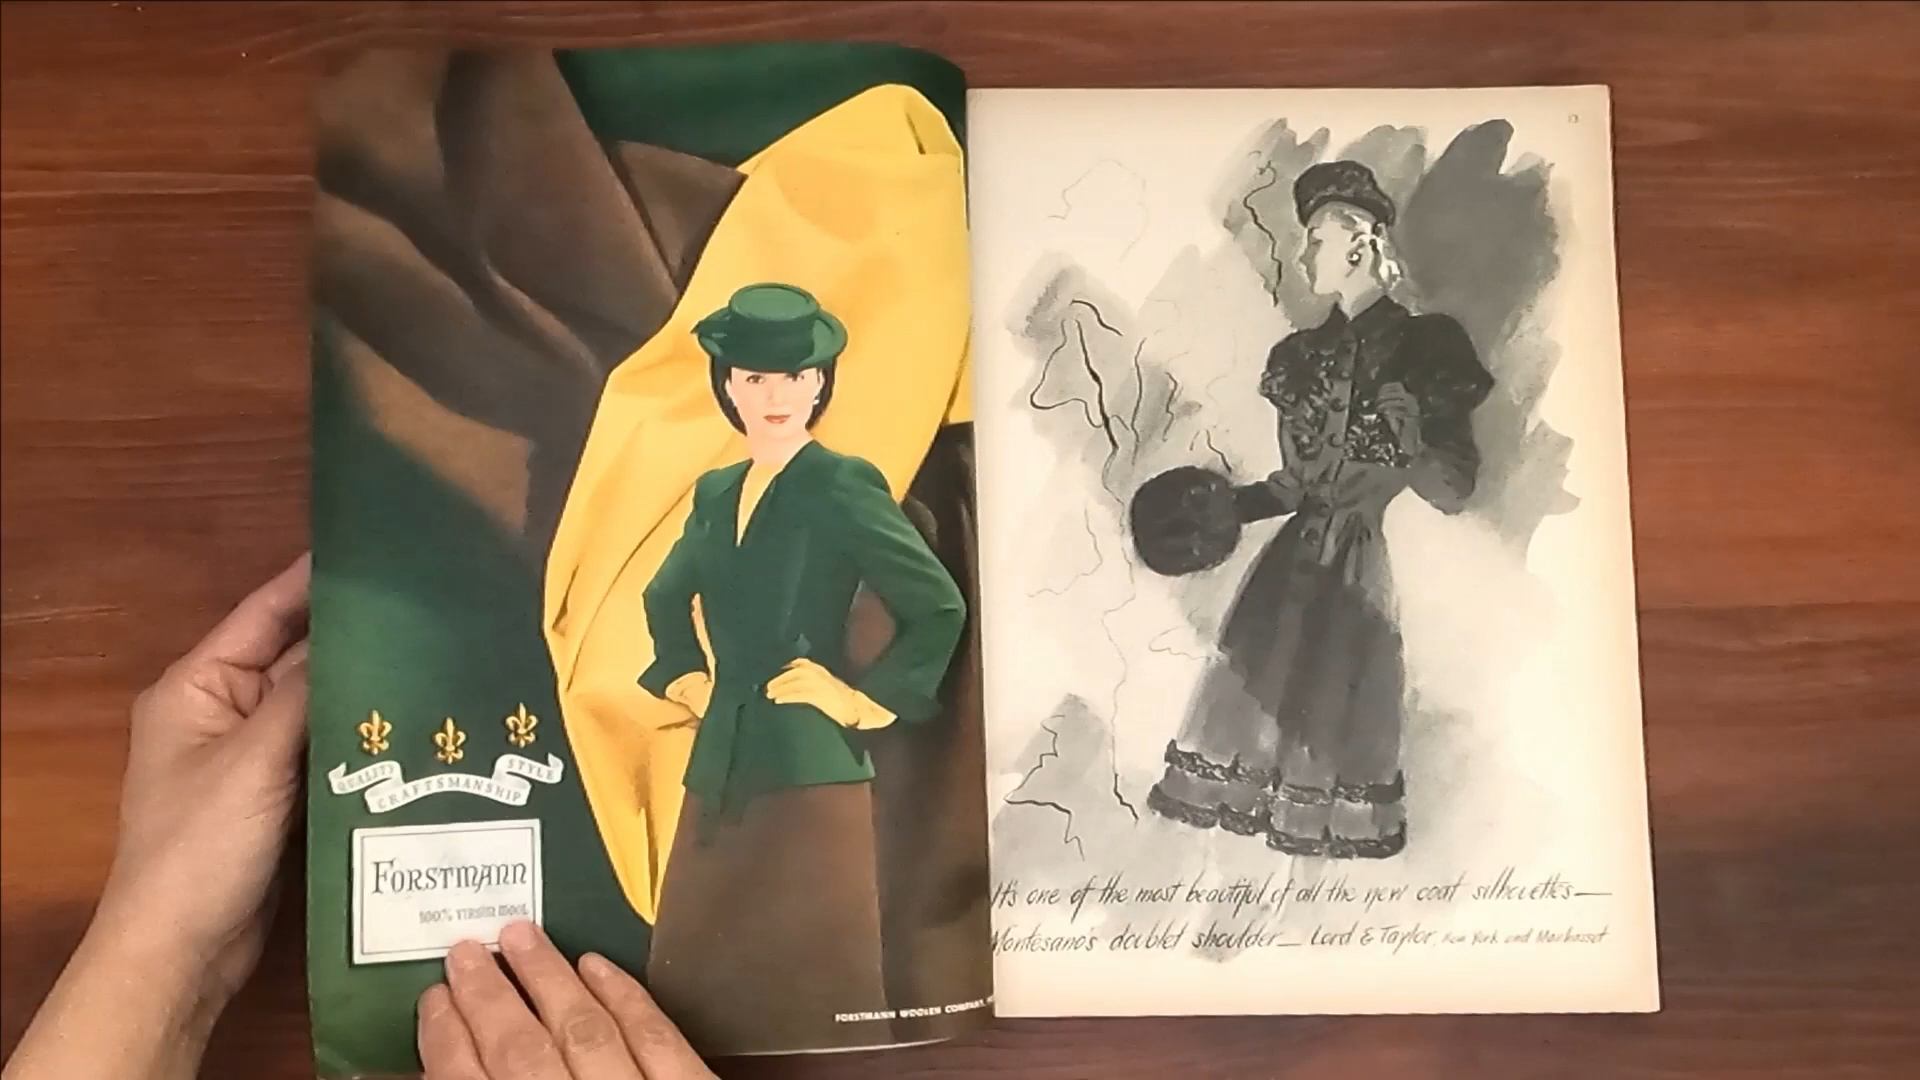 QUALITY
CRAFTSMANSHIP
STYLE
FORSTMANN
100% VIRGIN WOOL
FORSTMANN WOOLEN COMPANY,
13
It's one of the most beautiful of all the new coat silhouettes—
Montesano's doublet shoulder— Lord & Taylor, New York and Manhasset